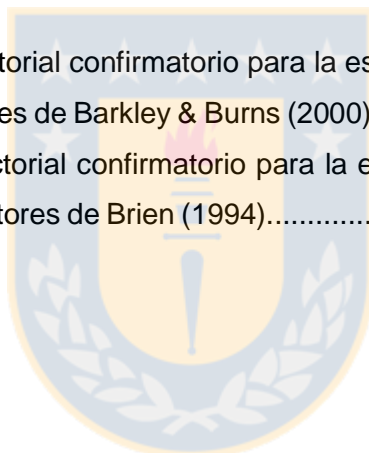 torial confirmatorio para la es
es de Barkley & Burns (2000)
ctorial confirmatorio para la e
tores de Brien (1994).............